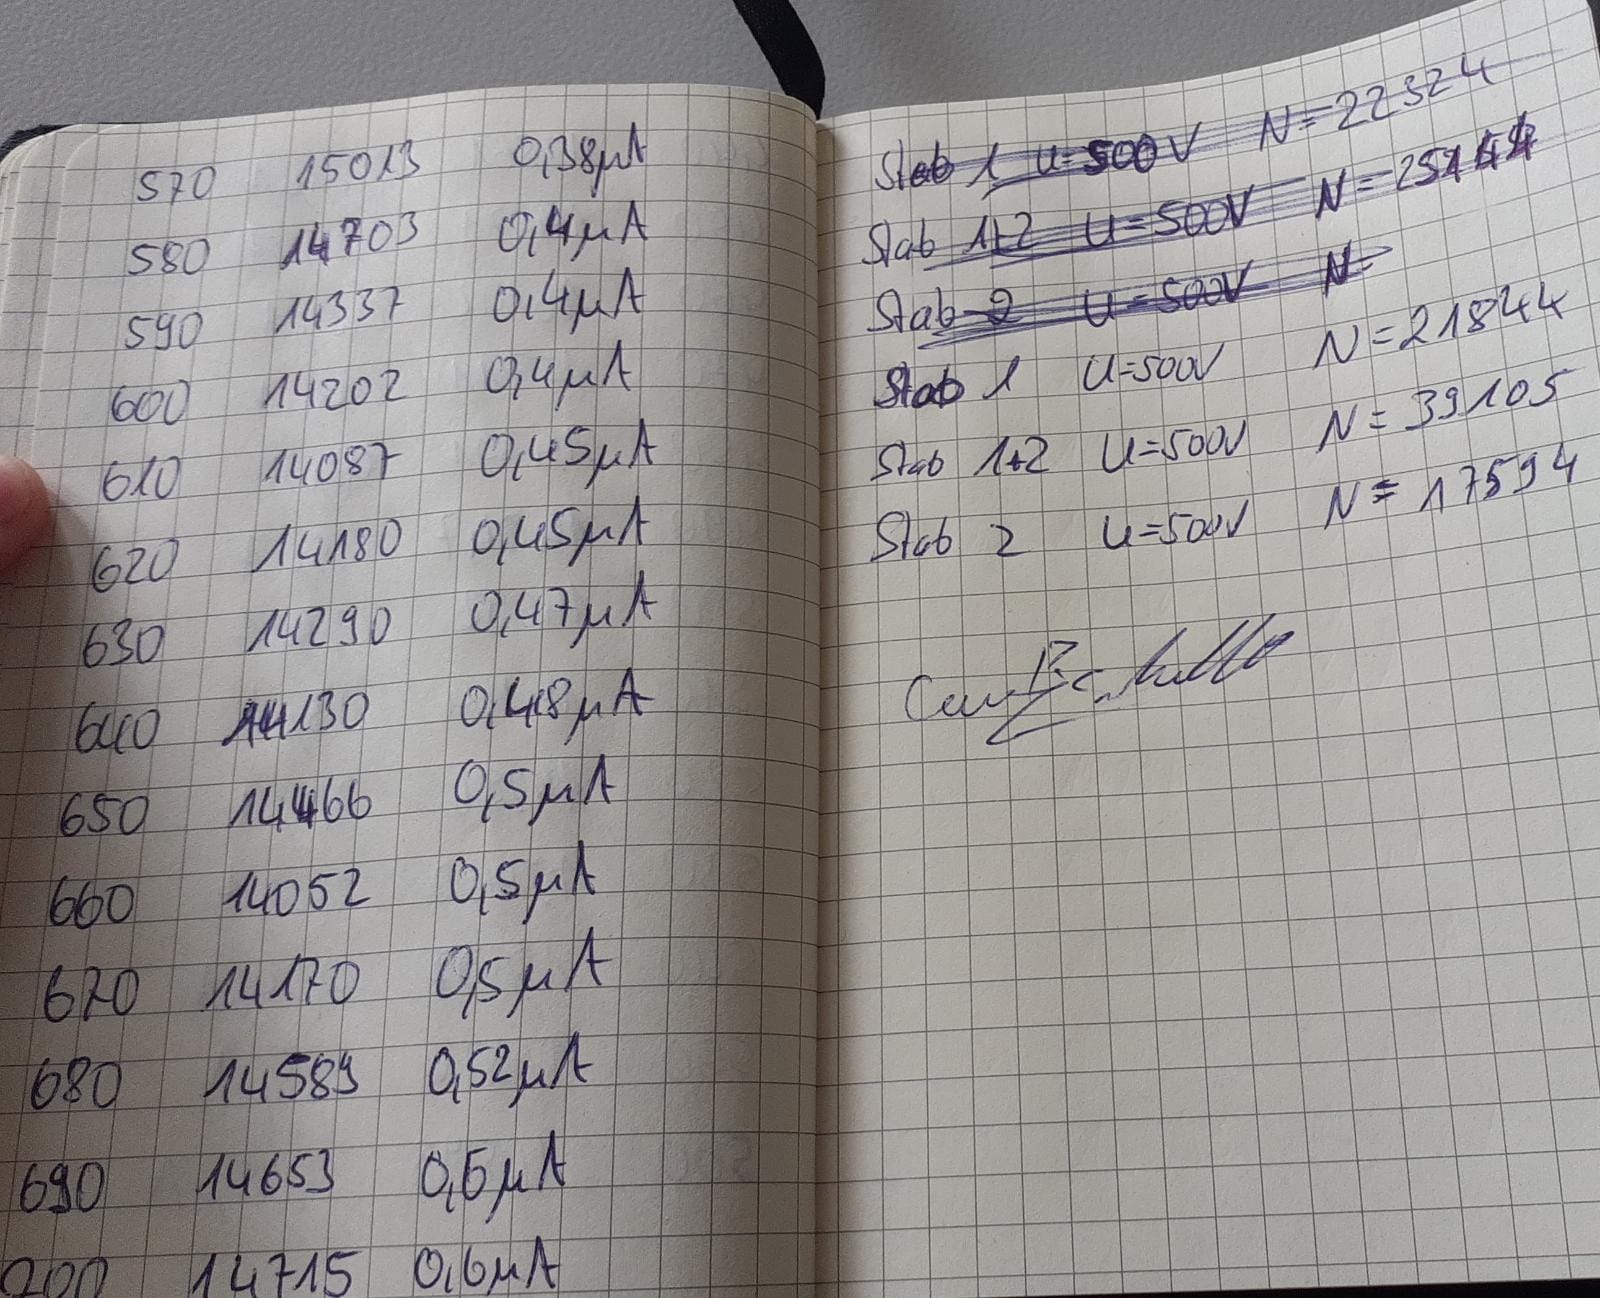 570 15013 0,38µA
580 14703 0,4µA
590 14337 0,4µA
600 14202 0,4µA
610 14087 0,45µA
620 14180 0,45µA
630 14290 0,47µA
640 14130 0,48µA
650 14466 0,5µA
660 14052 0,5µA
670 14170 0,5µA
680 14589 0,52µA
690 14653 0,6µA
700 14715 0,6µA
Stab 1 U=500V N=22324
Stab 1+2 U=500V N=
Stab 2 U=500V N=
Stab 1 U=500V N=21844
Stab 1+2 U=500V N=39105
Stab 2 U=500V N=17594